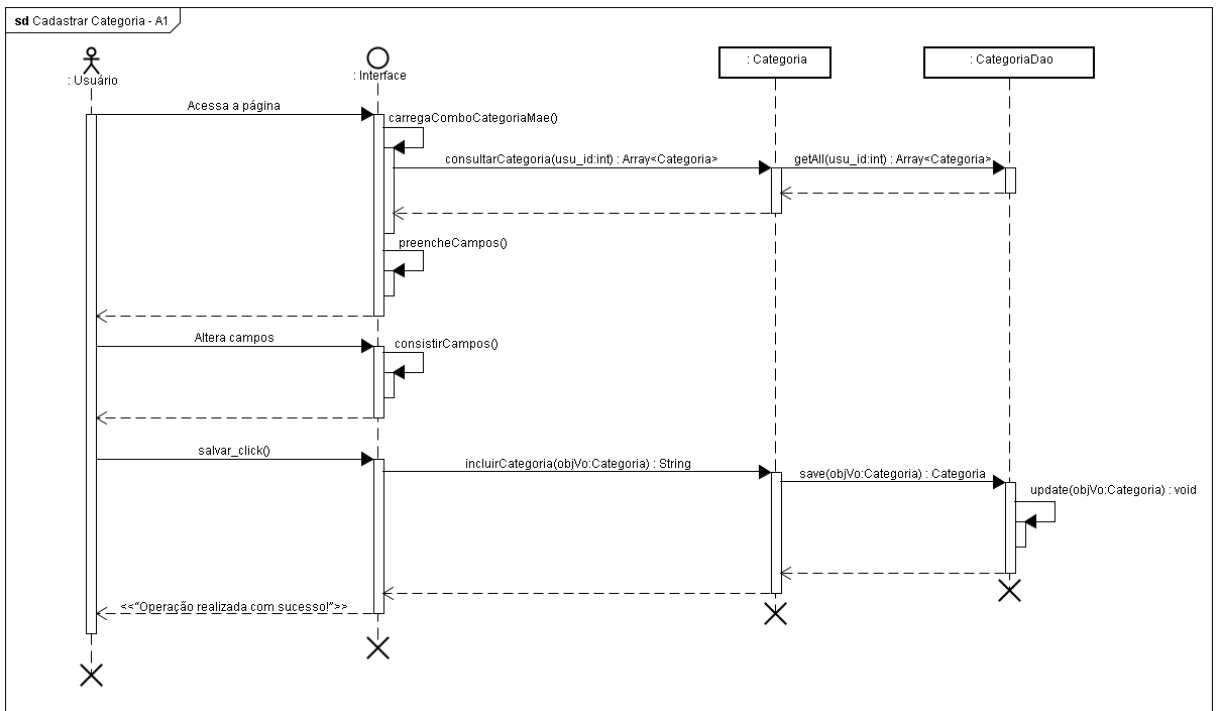 sd Cadastrar Categoria - A1
: Usuário
: Interface
: Categoria
: CategoriaDao
Acessa a página
carregaComboCategoriaMae()
consultarCategoria(usu_id:int) : Array<Categoria>
getAll(usu_id:int) : Array<Categoria>
preencheCampos()
Altera campos
consistirCampos()
salvar_click()
incluirCategoria(objVo:Categoria) : String
save(objVo:Categoria) : Categoria
update(objVo:Categoria) : void
<<"Operação realizada com sucesso!">>